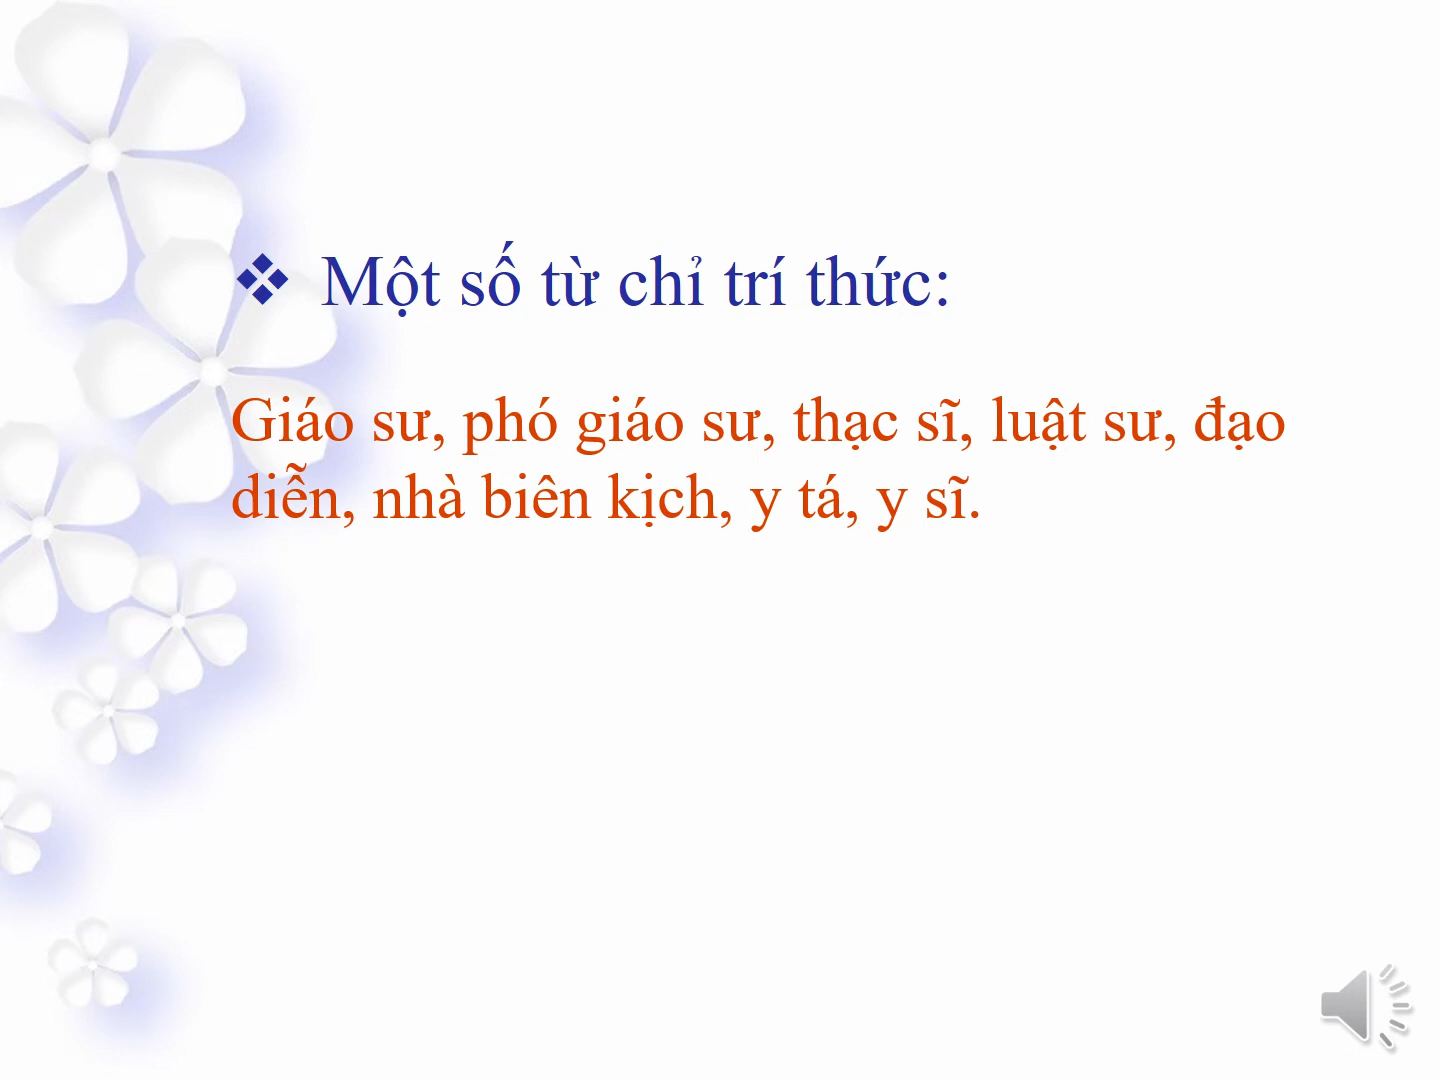 ❖ Một số từ chỉ trí thức:
Giáo sư, phó giáo sư, thạc sĩ, luật sư, đạo
diễn, nhà biên kịch, y tá, y sĩ.